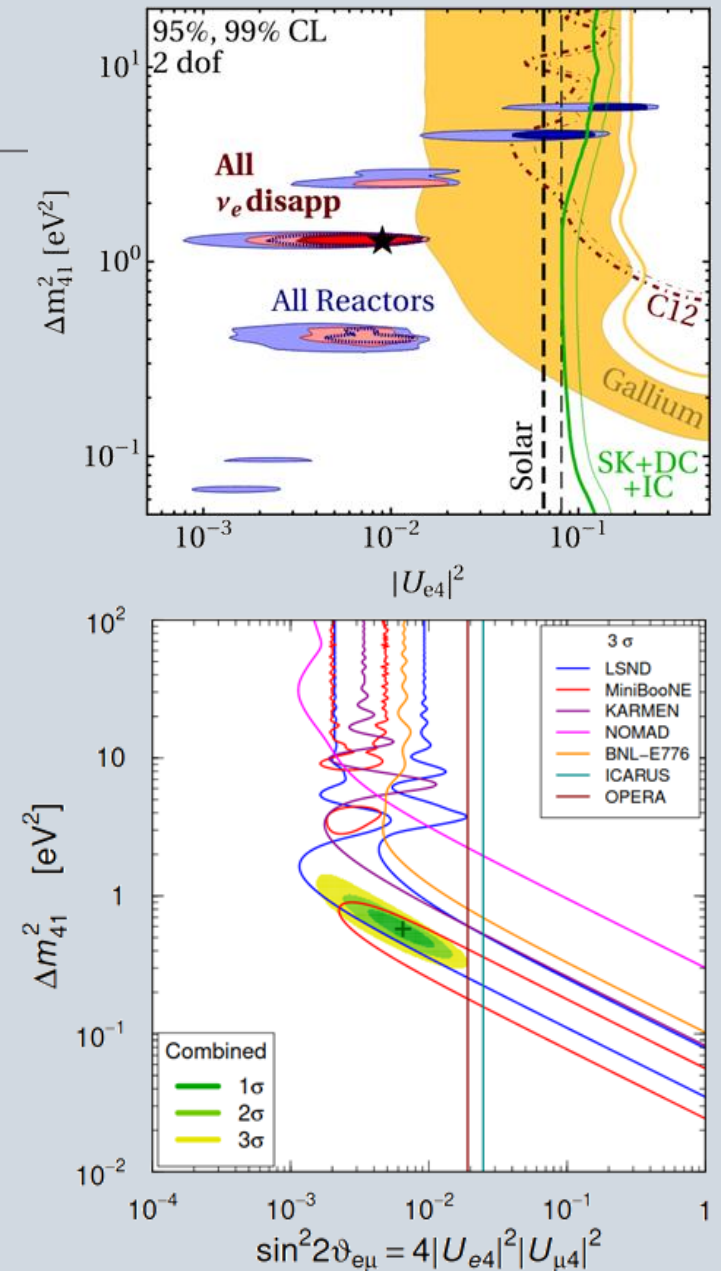 95%, 99% CL
2 dof
All
νe disapp
All Reactors
C12
Gallium
Solar
SK+DC
+IC
10¹
10⁰
10⁻¹
Δm²₄₁ [eV²]
10⁻³ 10⁻² 10⁻¹
|Ue4|²
3 σ
LSND
MiniBooNE
KARMEN
NOMAD
BNL−E776
ICARUS
OPERA
Combined
1σ
2σ
3σ
10²
10
1
10⁻¹
10⁻²
Δm²₄₁ [eV²]
10⁻⁴ 10⁻³ 10⁻² 10⁻¹ 1
sin²2ϑeμ = 4|Ue4|²|Uμ4|²